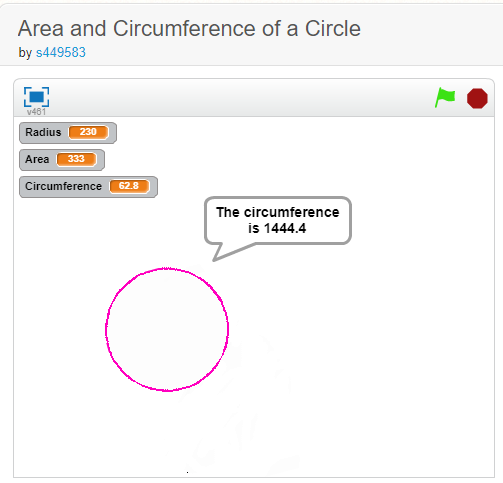 Area and Circumference of a Circle
by s449583
v461
Radius 230
Area 333
Circumference 62.8
The circumference
is 1444.4